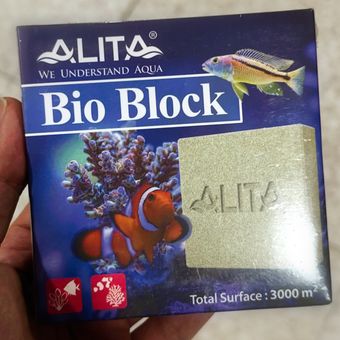 ALITA®
WE UNDERSTAND AQUA
Bio Block
ALITA
Total Surface : 3000 m²